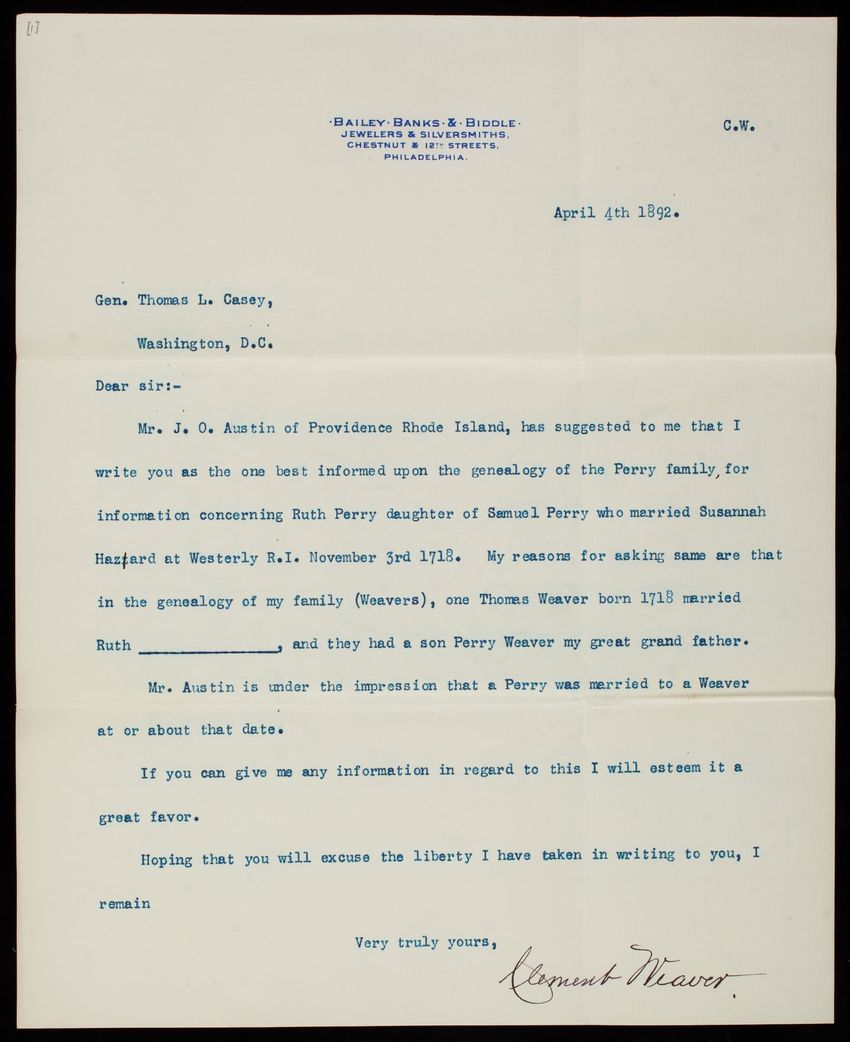 [1]
·BAILEY·BANKS·&·BIDDLE·
JEWELERS & SILVERSMITHS,
CHESTNUT & 12TH STREETS,
PHILADELPHIA.
C.W.
April 4th 1892.
Gen. Thomas L. Casey,
Washington, D.C.
Dear sir:-
Mr. J. O. Austin of Providence Rhode Island, has suggested to me that I
write you as the one best informed upon the genealogy of the Perry family, for
information concerning Ruth Perry daughter of Samuel Perry who married Susannah
Hazzard at Westerly R.I. November 3rd 1718. My reasons for asking same are that
in the genealogy of my family (Weavers), one Thomas Weaver born 1718 married
Ruth ______________, and they had a son Perry Weaver my great grand father.
Mr. Austin is under the impression that a Perry was married to a Weaver
at or about that date.
If you can give me any information in regard to this I will esteem it a
great favor.
Hoping that you will excuse the liberty I have taken in writing to you, I
remain
Very truly yours,
Clement Weaver.